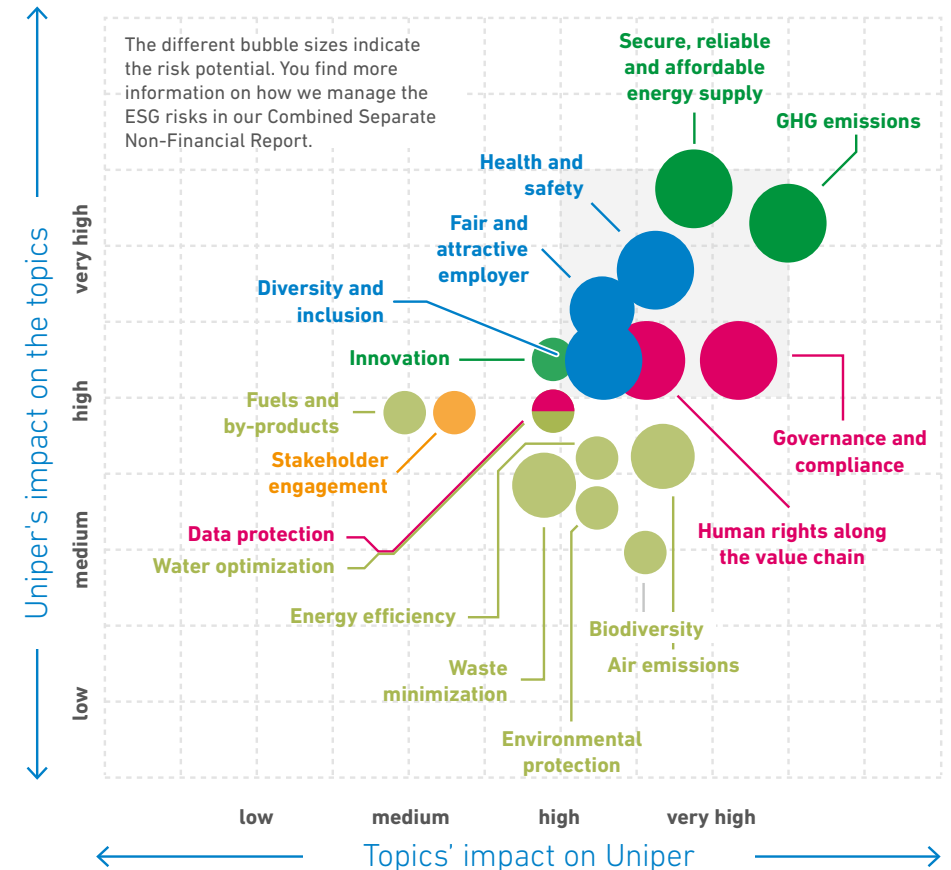 The different bubble sizes indicate
the risk potential. You find more
information on how we manage the
ESG risks in our Combined Separate
Non-Financial Report.
Secure, reliable
and affordable
energy supply
GHG emissions
Health and
safety
Fair and
attractive
employer
Diversity and
inclusion
Innovation
Fuels and
by-products
Stakeholder
engagement
Governance and
compliance
Data protection
Water optimization
Human rights along
the value chain
Energy efficiency
Biodiversity
Air emissions
Waste
minimization
Environmental
protection
Uniper's impact on the topics
very high
high
medium
low
low
medium
high
very high
Topics’ impact on Uniper